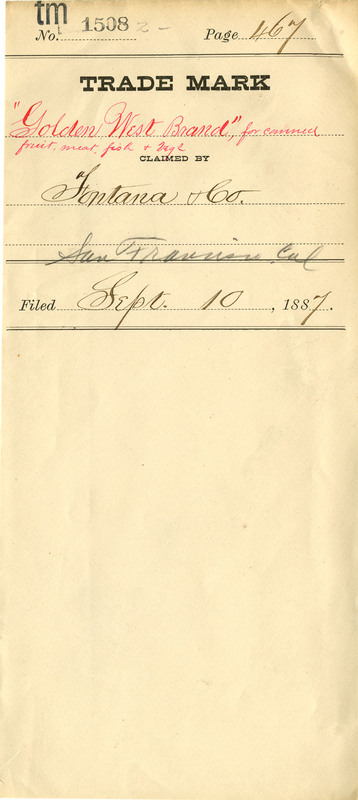 tm
No. 1508 2 - Page 467
TRADE MARK
"Golden West Brand", for canned
fruit, meat, fish & Veg's
CLAIMED BY
Fontana & Co.
San Francisco, Cal
Filed Sept. 10, 1887.